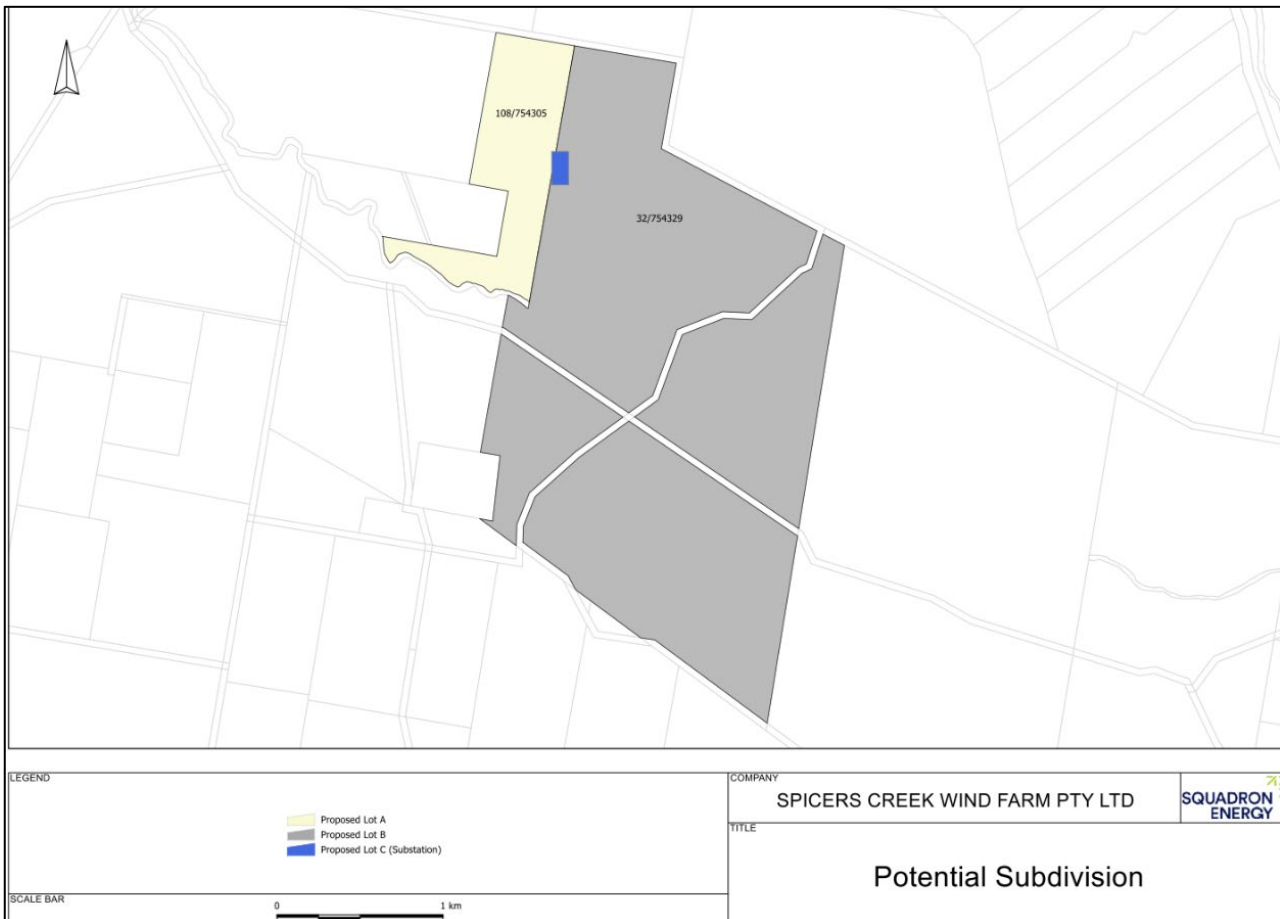 108/754305
32/754329
LEGEND
Proposed Lot A
Proposed Lot B
Proposed Lot C (Substation)
SCALE BAR
0
1 km
COMPANY
SPICERS CREEK WIND FARM PTY LTD
SQUADRON
ENERGY
TITLE
Potential Subdivision